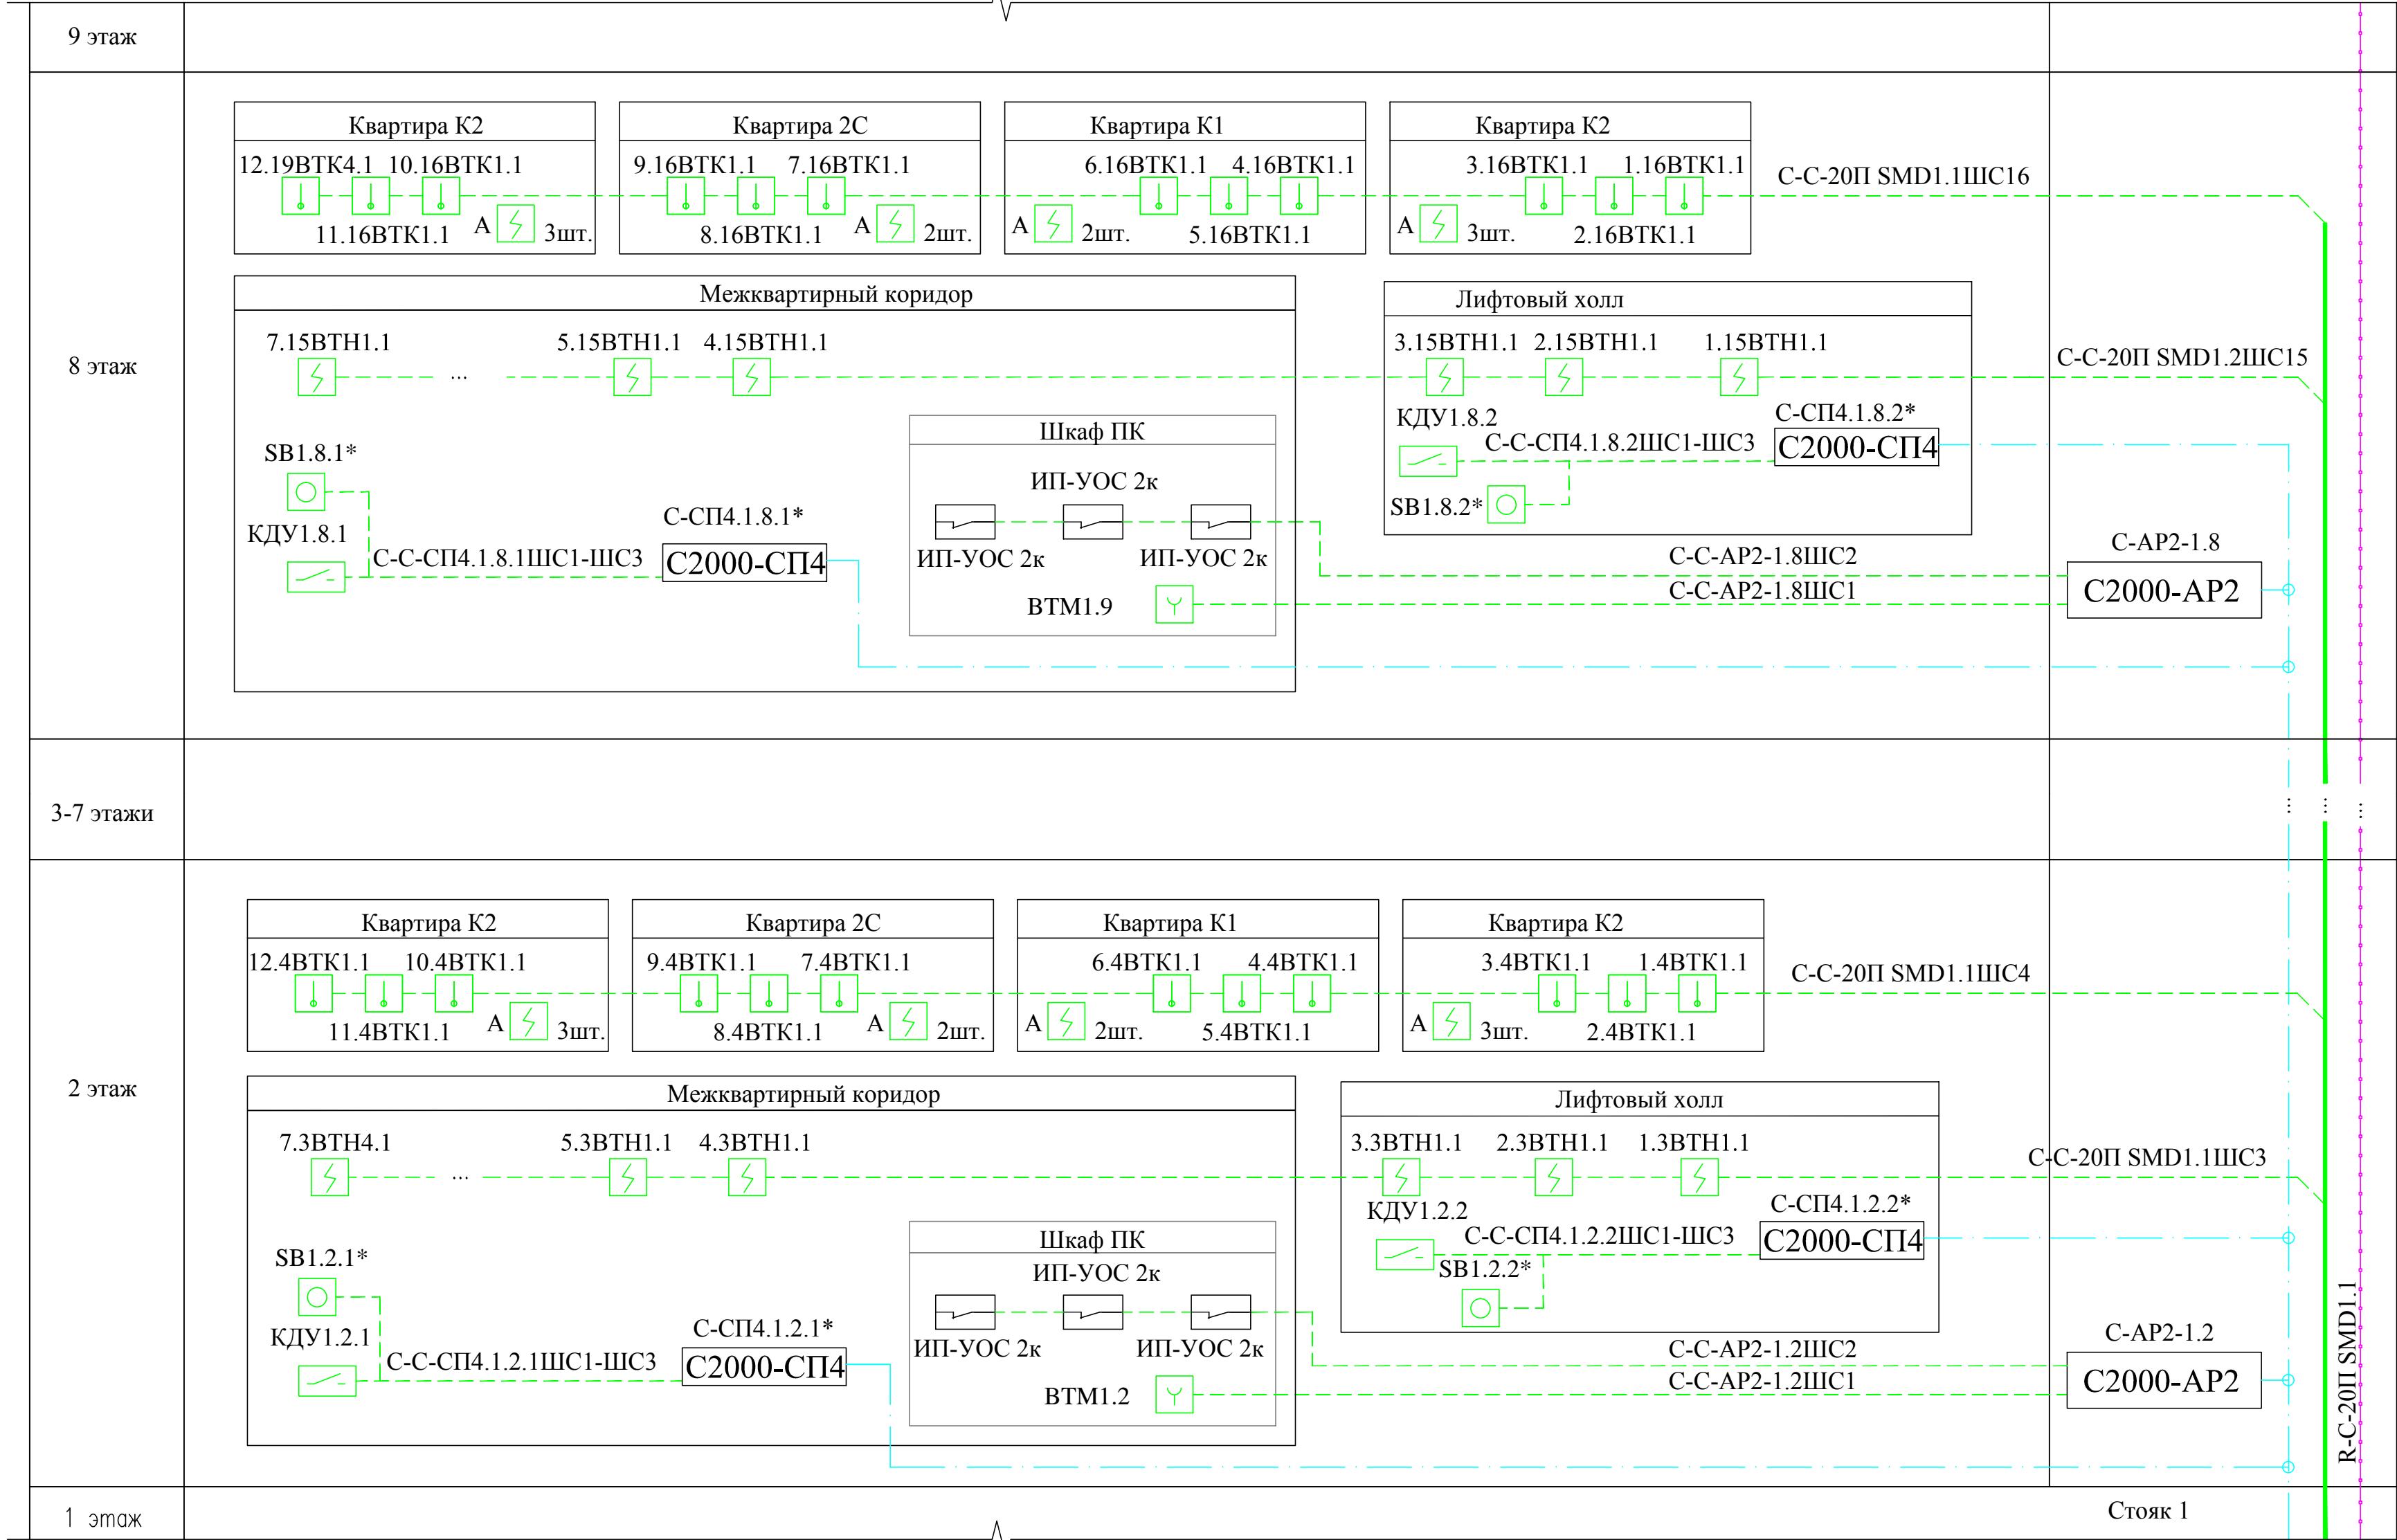 9 этаж
Квартира К2
Квартира 2С
Квартира К1
Квартира К2
12.19ВТК4.1 10.16ВТК1.1
9.16ВТК1.1 7.16ВТК1.1
6.16ВТК1.1 4.16ВТК1.1
3.16ВТК1.1 1.16ВТК1.1
С-С-20П SMD1.1ШС16
11.16ВТК1.1 А 3шт.
8.16ВТК1.1 А 2шт.
А 2шт. 5.16ВТК1.1
А 3шт. 2.16ВТК1.1
8 этаж
Межквартирный коридор
Лифтовый холл
7.15ВТН1.1 5.15ВТН1.1 4.15ВТН1.1
3.15ВТН1.1 2.15ВТН1.1 1.15ВТН1.1
С-С-20П SMD1.2ШС15
...
КДУ1.8.2
С-СП4.1.8.2*
С-С-СП4.1.8.2ШС1-ШС3
С2000-СП4
SB1.8.2*
SB1.8.1*
КДУ1.8.1
С-С-СП4.1.8.1ШС1-ШС3
С-СП4.1.8.1*
С2000-СП4
Шкаф ПК
ИП-УОС 2к
ИП-УОС 2к
ИП-УОС 2к
ВТМ1.9
С-С-АР2-1.8ШС2
С-С-АР2-1.8ШС1
С-АР2-1.8
С2000-АР2
3-7 этажи
... ... ...
Квартира К2
Квартира 2С
Квартира К1
Квартира К2
12.4ВТК1.1 10.4ВТК1.1
9.4ВТК1.1 7.4ВТК1.1
6.4ВТК1.1 4.4ВТК1.1
3.4ВТК1.1 1.4ВТК1.1
С-С-20П SMD1.1ШС4
11.4ВТК1.1 А 3шт.
8.4ВТК1.1 А 2шт.
А 2шт. 5.4ВТК1.1
А 3шт. 2.4ВТК1.1
2 этаж
Межквартирный коридор
Лифтовый холл
7.3ВТН4.1 5.3ВТН1.1 4.3ВТН1.1
3.3ВТН1.1 2.3ВТН1.1 1.3ВТН1.1
С-С-20П SMD1.1ШС3
...
КДУ1.2.2
С-СП4.1.2.2*
С-С-СП4.1.2.2ШС1-ШС3
С2000-СП4
SB1.2.2*
SB1.2.1*
КДУ1.2.1
С-С-СП4.1.2.1ШС1-ШС3
С-СП4.1.2.1*
С2000-СП4
Шкаф ПК
ИП-УОС 2к
ИП-УОС 2к
ИП-УОС 2к
ВТМ1.2
С-С-АР2-1.2ШС2
С-С-АР2-1.2ШС1
С-АР2-1.2
С2000-АР2
R-С-20П SMD1.1
1 этаж
Стояк 1